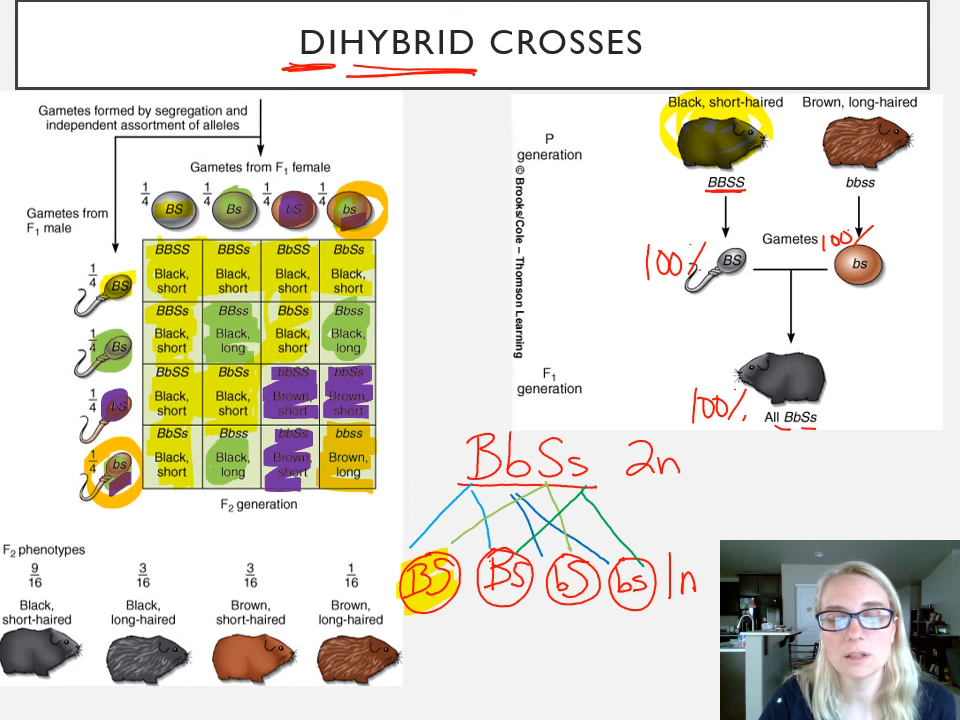 DIHYBRID CROSSES
Gametes formed by segregation and
independent assortment of alleles
Gametes from F₁ female
1/4 BS 1/4 Bs 1/4 bS 1/4 bs
Gametes from
F₁ male
1/4 BS
BBSS BBSs BbSS BbSs
Black, Black, Black, Black,
short short short short
1/4 Bs
BBSs BBss BbSs Bbss
Black, Black, Black, Black,
short long short long
1/4 bS
BbSS BbSs bbSS bbSs
Black, Black, Brown, Brown,
short short short short
1/4 bs
BbSs Bbss bbSs bbss
Black, Black, Brown, Brown,
short long short long
F₂ generation
F₂ phenotypes
9/16 3/16 3/16 1/16
Black, Black, Brown, Brown,
short-haired long-haired short-haired long-haired
Black, short-haired Brown, long-haired
P
generation
BBSS bbss
© Brooks/Cole – Thomson Learning
Gametes
100% BS 100% bs
F₁
generation
100%
All BbSs
BbSs 2n
BS Bs bS bs 1n